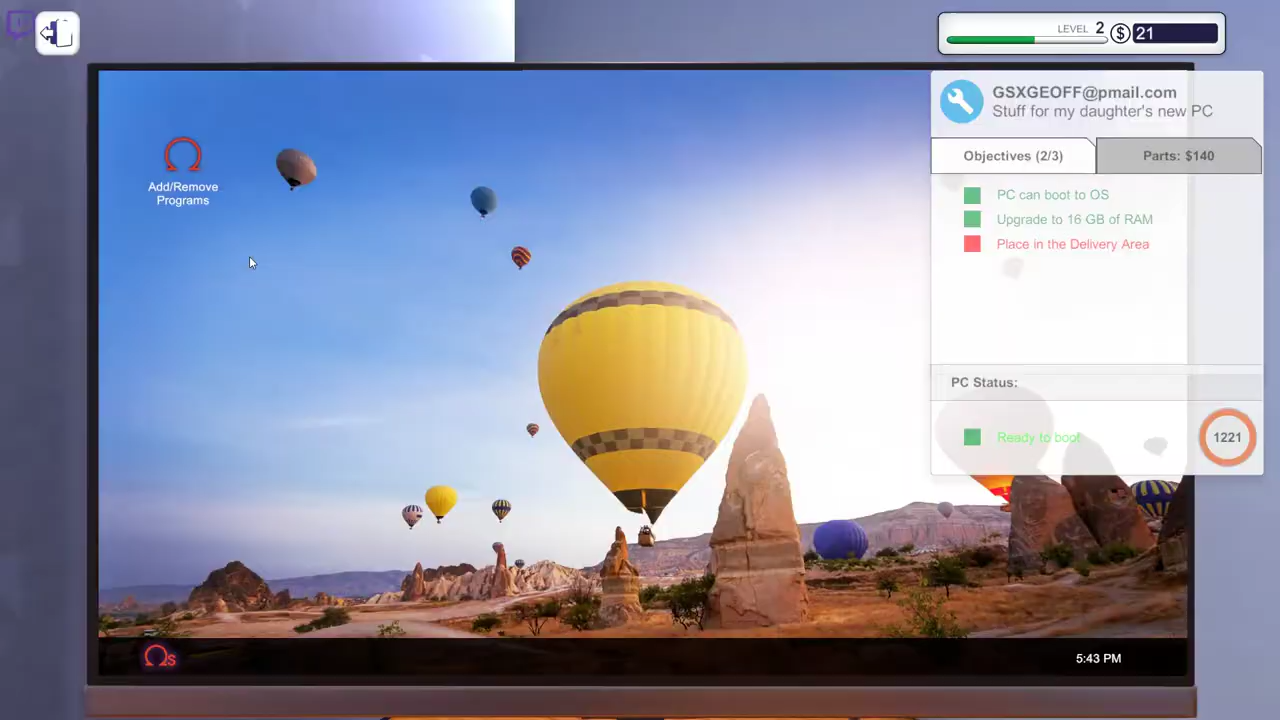 LEVEL 2 $ 21
GSXGEOFF@pmail.com
Stuff for my daughter's new PC
Objectives (2/3)
Parts: $140
Add/Remove
Programs
PC can boot to OS
Upgrade to 16 GB of RAM
Place in the Delivery Area
PC Status:
Ready to boot
1221
Ωs
5:43 PM